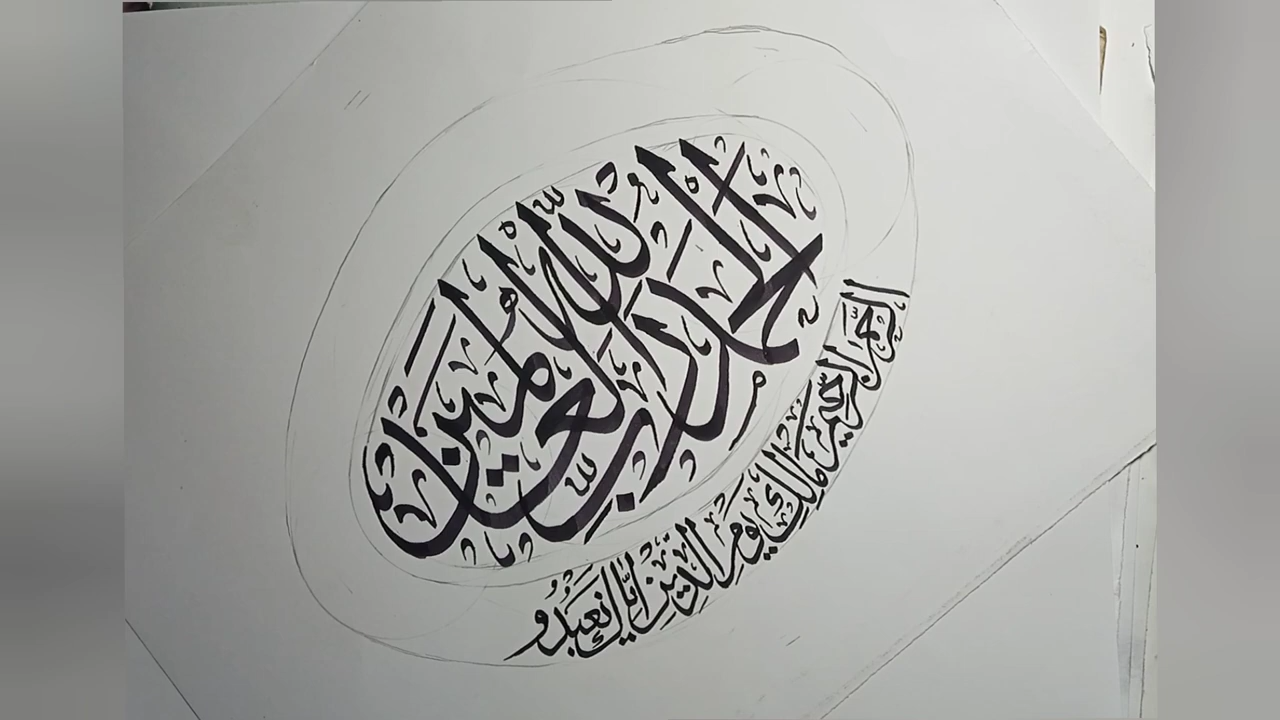 الحمد لله رب العالمين
الرحمن الرحيم مالك يوم الدين إياك نعبد و